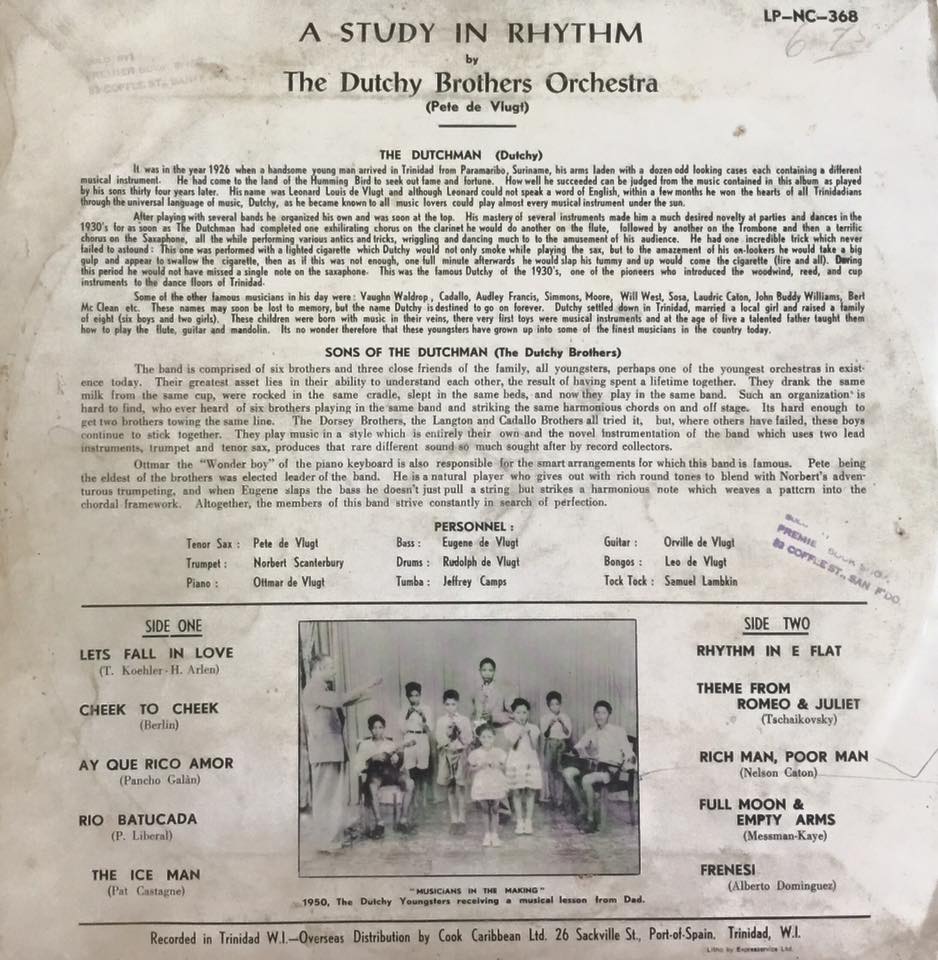 LP-NC-368
A STUDY IN RHYTHM
by
The Dutchy Brothers Orchestra
(Pete de Vlugt)
THE DUTCHMAN (Dutchy)
It was in the year 1926 when a handsome young man arrived in Trinidad from Paramaribo, Suriname, his arms laden with a dozen odd looking cases each containing a different
musical instrument. He had come to the land of the Humming Bird to seek out fame and fortune. How well he succeeded can be judged from the music contained in this album as played
by his sons thirty four years later. His name was Leonard Louis de Vlugt and although Leonard could not speak a word of English, within a few months he won the hearts of all Trinidadians
through the universal language of music, Dutchy, as he became known to all music lovers could play almost every musical instrument under the sun.
After playing with several bands he organized his own and was soon at the top. His mastery of several instruments made him a much desired novelty at parties and dances in the
1930's for as soon as The Dutchman had completed one exhilirating chorus on the clarinet he would do another on the flute, followed by another on the Trombone and then a terrific
chorus on the Saxaphone, all the while performing various antics and tricks, wriggling and dancing much to to the amusement of his audience. He had one incredible trick which never
failed to astound : This one was performed with a lighted cigarette which Dutchy would not only smoke while playing the sax, but to the amazement of his on-lookers he would take a big
gulp and appear to swallow the cigarette, then as if this was not enough, one full minute afterwards he would slap his tummy and up would come the cigarette (fire and all). During
this period he would not have missed a single note on the saxaphone. This was the famous Dutchy of the 1930's, one of the pioneers who introduced the woodwind, reed, and cup
instruments to the dance floors of Trinidad.
Some of the other famous musicians in his day were : Vaughn Waldrop , Cadallo, Audley Francis, Simmons, Moore, Will West, Sosa, Laudric Caton, John Buddy Williams, Bert
Mc Clean etc. These names may soon be lost to memory, but the name Dutchy is destined to go on forever. Dutchy settled down in Trinidad, married a local girl and raised a family
of eight (six boys and two girls). These children were born with music in their veins, there very first toys were musical instruments and at the age of five a talented father taught them
how to play the flute, guitar and mandolin. Its no wonder therefore that these youngsters have grown up into some of the finest musicians in the country today.
SONS OF THE DUTCHMAN (The Dutchy Brothers)
The band is comprised of six brothers and three close friends of the family, all youngsters, perhaps one of the youngest orchestras in exist-
ence today. Their greatest asset lies in their ability to understand each other, the result of having spent a lifetime together. They drank the same
milk from the same cup, were rocked in the same cradle, slept in the same beds, and now they play in the same band. Such an organization is
hard to find, who ever heard of six brothers playing in the same band and striking the same harmonious chords on and off stage. Its hard enough to
get two brothers towing the same line. The Dorsey Brothers, the Langton and Cadallo Brothers all tried it, but, where others have failed, these boys
continue to stick together. They play music in a style which is entirely their own and the novel Instrumentation of the band which uses two lead
instruments, trumpet and tenor sax, produces that rare different sound so much sought after by record collectors.
Ottmar the "Wonder boy" of the piano keyboard is also responsible for the smart arrangements for which this band is famous. Pete being
the eldest of the brothers was elected leader of the band. He is a natural player who gives out with rich round tones to blend with Norbert's adven-
turous trumpeting, and when Eugene slaps the bass he doesn't just pull a string but strikes a harmonious note which weaves a pattern into the
chordal framework. Altogether, the members of this band strive constantly in search of perfection.
PERSONNEL :
Tenor Sax : Pete de Vlugt Bass : Eugene de Vlugt Guitar : Orville de Vlugt
Trumpet : Norbert Scanterbury Drums : Rudolph de Vlugt Bongos : Leo de Vlugt
Piano : Ottmar de Vlugt Tumba : Jeffrey Camps Tock Tock : Samuel Lambkin
PREMIE BOOK
COFFLE ST., SAN F'DO
SIDE ONE
LETS FALL IN LOVE
(T. Koehler - H. Arlen)
CHEEK TO CHEEK
(Berlin)
AY QUE RICO AMOR
(Pancho Galàn)
RIO BATUCADA
(P. Liberal)
THE ICE MAN
(Pat Castagne)
"MUSICIANS IN THE MAKING"
1950, The Dutchy Youngsters receiving a musical lesson from Dad.
SIDE TWO
RHYTHM IN E FLAT
THEME FROM
ROMEO & JULIET
(Tschaikovsky)
RICH MAN, POOR MAN
(Nelson Caton)
FULL MOON &
EMPTY ARMS
(Messman-Kaye)
FRENESI
(Alberto Dominguez)
Recorded in Trinidad W.I.—Overseas Distribution by Cook Caribbean Ltd. 26 Sackville St., Port-of-Spain, Trinidad, W.I.
Litho by Expreservice Ltd.